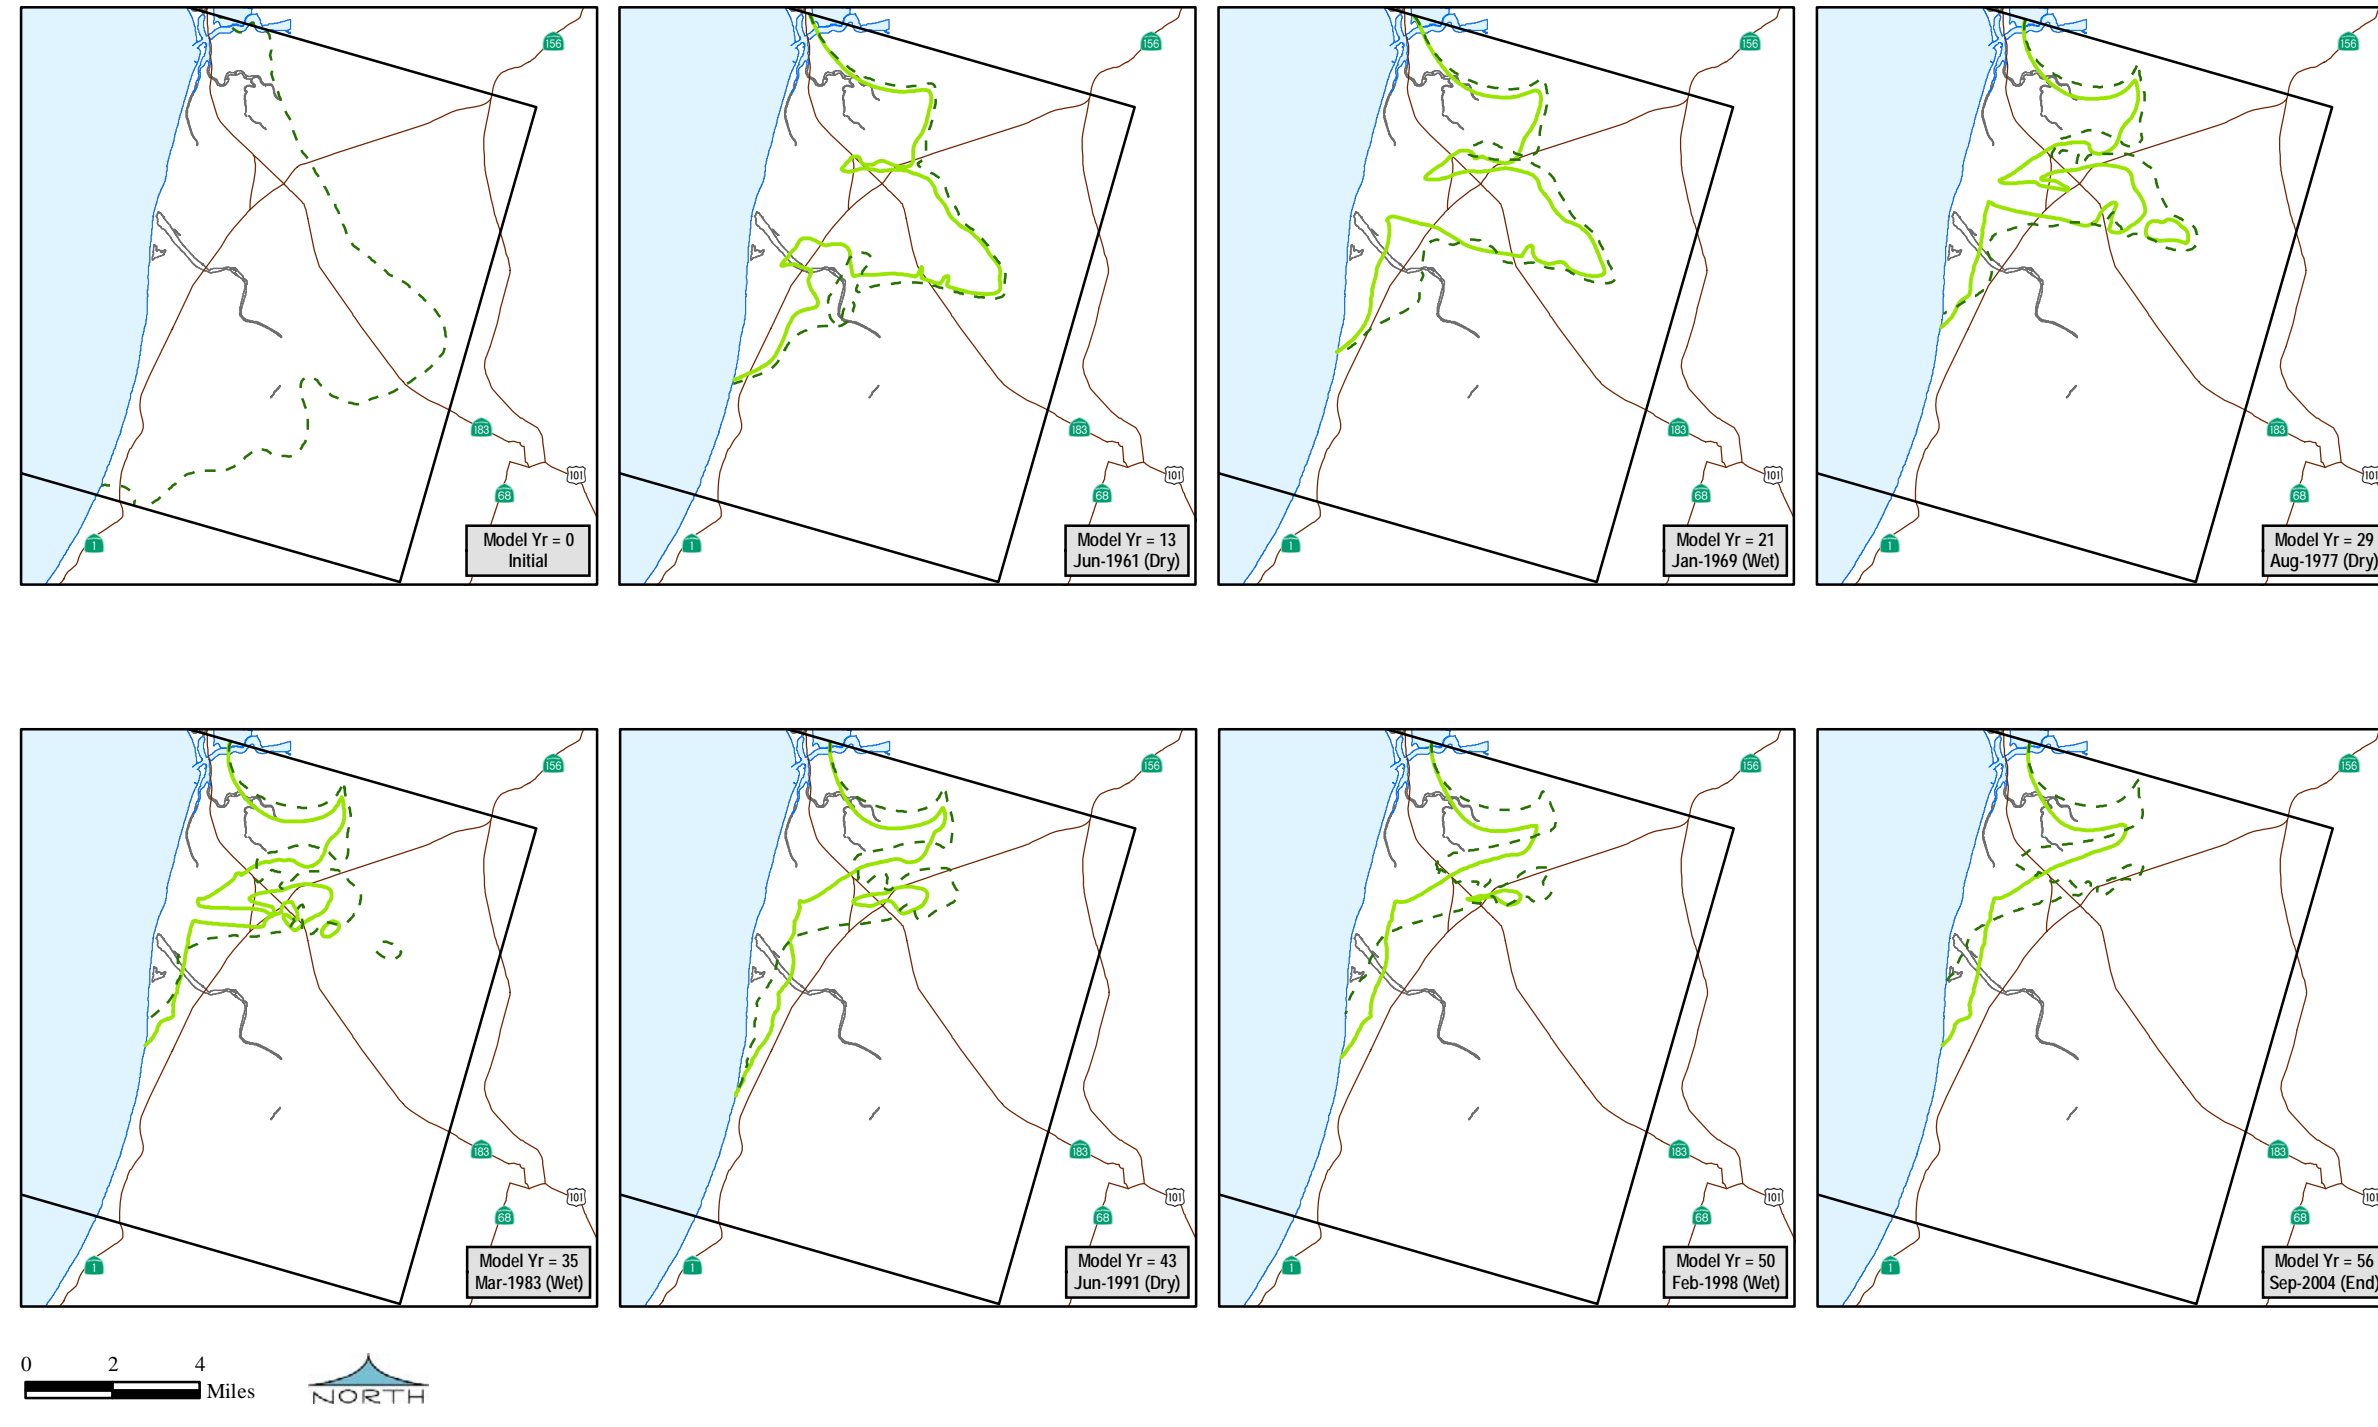 156
183
101
68
1
Model Yr = 0
Initial
156
183
101
68
1
Model Yr = 13
Jun-1961 (Dry)
156
183
101
68
1
Model Yr = 21
Jan-1969 (Wet)
156
183
101
68
1
Model Yr = 29
Aug-1977 (Dry)
156
183
101
68
1
Model Yr = 35
Mar-1983 (Wet)
156
183
101
68
1
Model Yr = 43
Jun-1991 (Dry)
156
183
101
68
1
Model Yr = 50
Feb-1998 (Wet)
156
183
101
68
1
Model Yr = 56
Sep-2004 (End)
0 2 4
Miles
NORTH